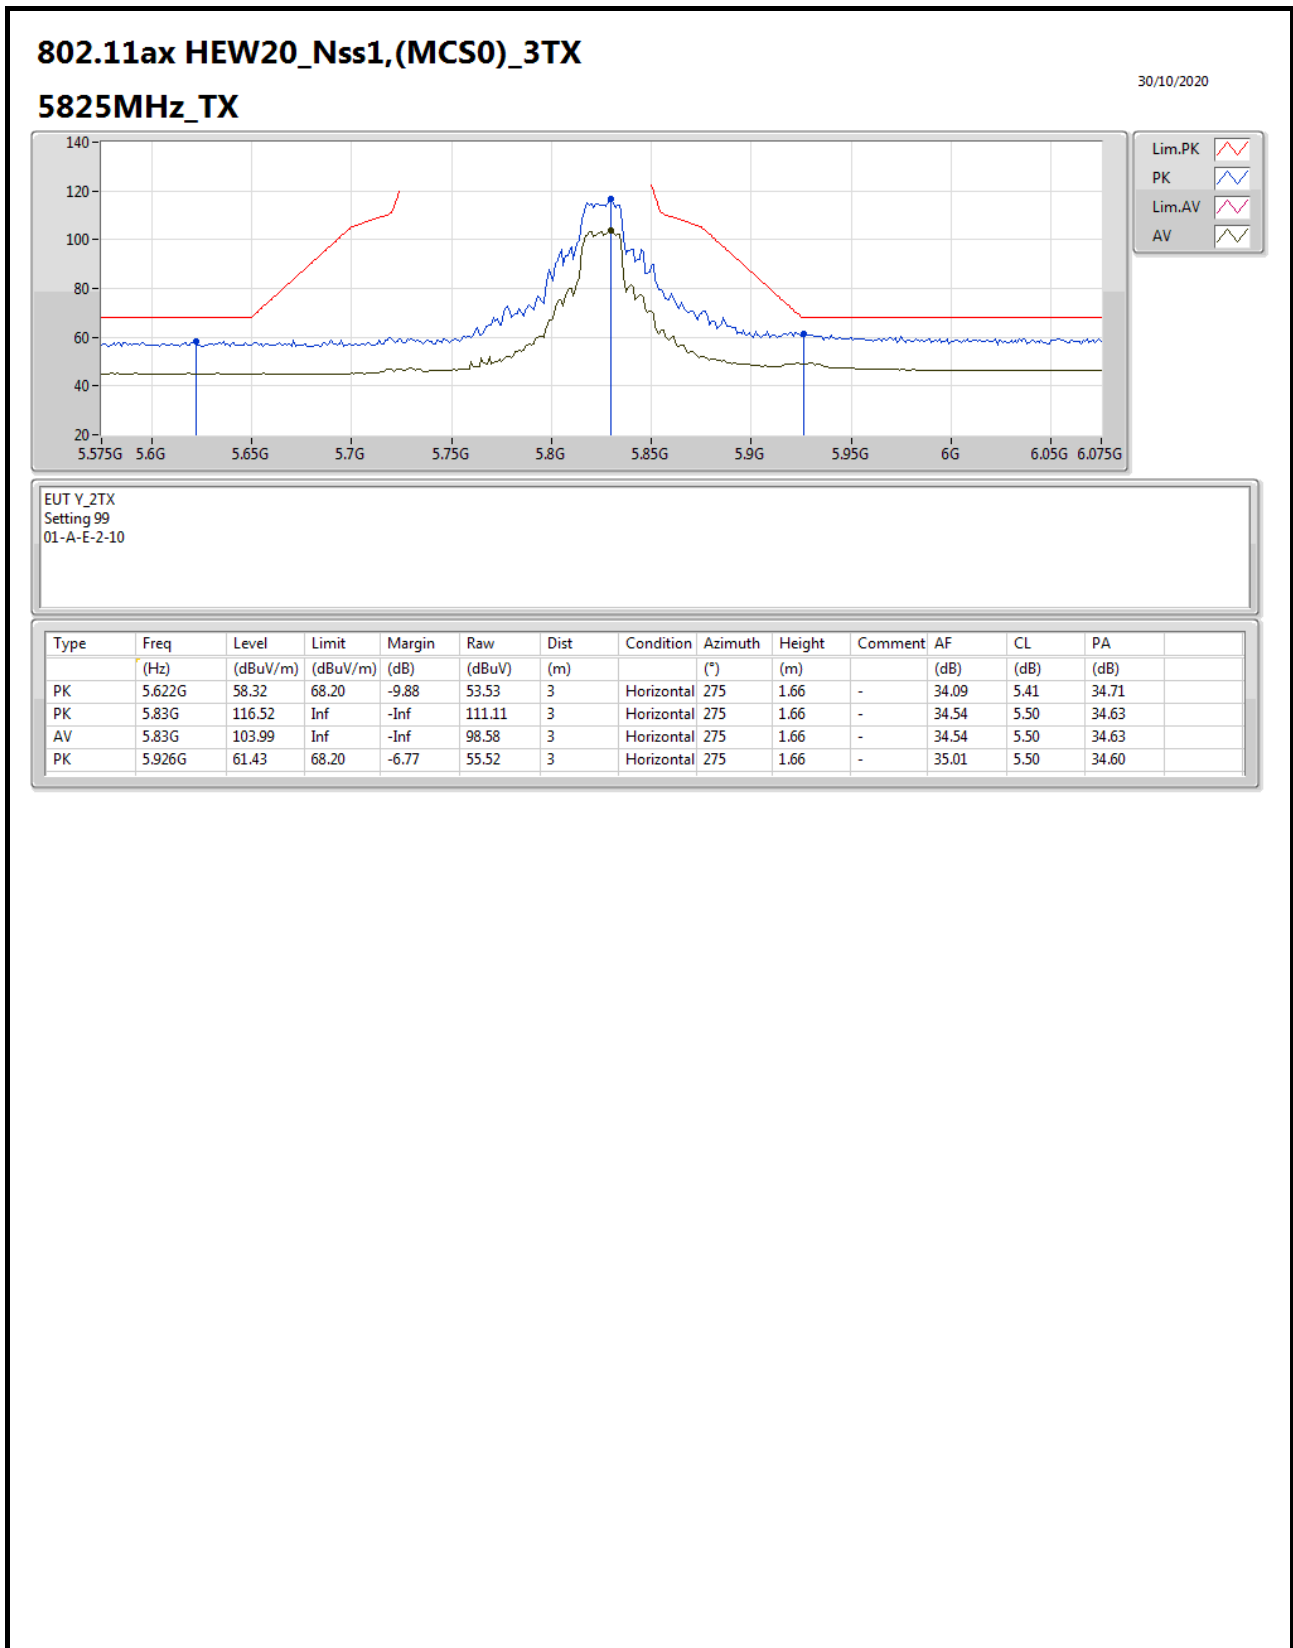 802.11ax HEW20_Nss1,(MCS0)_3TX
30/10/2020
5825MHz_TX
140
120
100
80
60
40
20
5.575G 5.6G 5.65G 5.7G 5.75G 5.8G 5.85G 5.9G 5.95G 6G 6.05G 6.075G
Lim.PK
PK
Lim.AV
AV
EUT Y_2TX
Setting 99
01-A-E-2-10
Type Freq Level Limit Margin Raw Dist Condition Azimuth Height Comment AF CL PA
(Hz) (dBuV/m) (dBuV/m) (dB) (dBuV) (m) (°) (m) (dB) (dB) (dB)
PK 5.622G 58.32 68.20 -9.88 53.53 3 Horizontal 275 1.66 - 34.09 5.41 34.71
PK 5.83G 116.52 Inf -Inf 111.11 3 Horizontal 275 1.66 - 34.54 5.50 34.63
AV 5.83G 103.99 Inf -Inf 98.58 3 Horizontal 275 1.66 - 34.54 5.50 34.63
PK 5.926G 61.43 68.20 -6.77 55.52 3 Horizontal 275 1.66 - 35.01 5.50 34.60